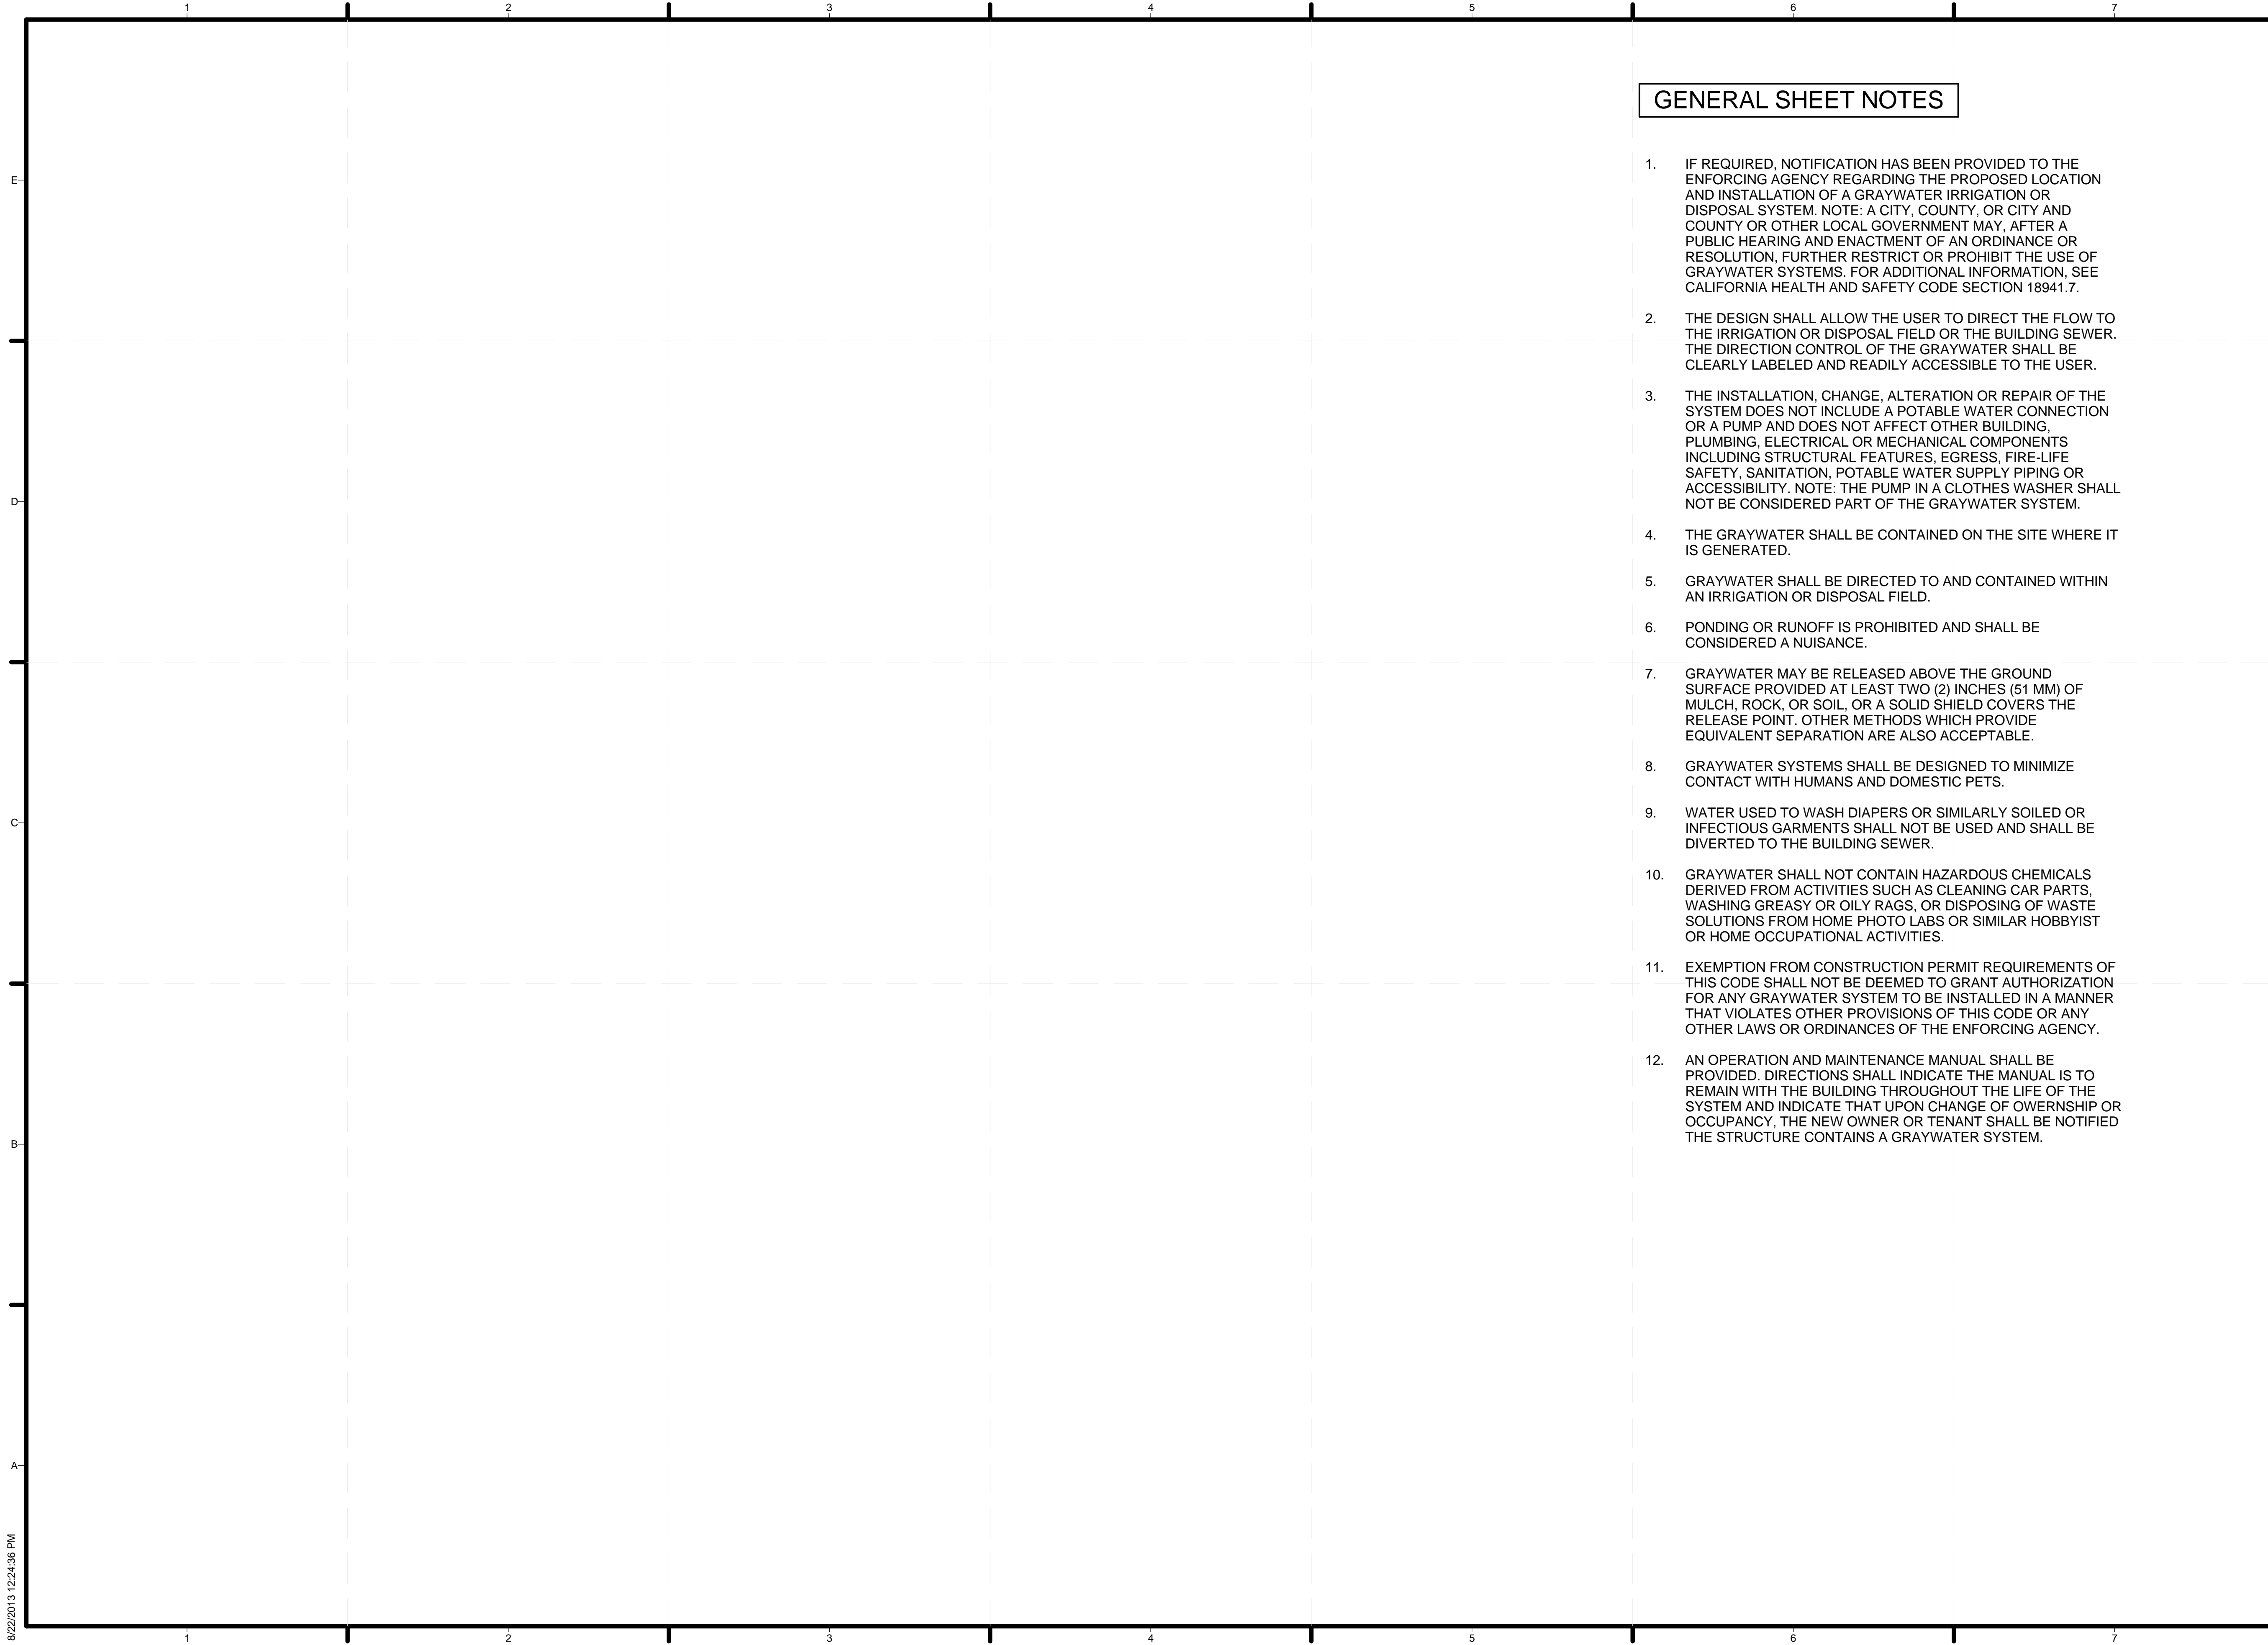 1 2 3 4 5 6 7
GENERAL SHEET NOTES
1. IF REQUIRED, NOTIFICATION HAS BEEN PROVIDED TO THE
ENFORCING AGENCY REGARDING THE PROPOSED LOCATION
AND INSTALLATION OF A GRAYWATER IRRIGATION OR
DISPOSAL SYSTEM. NOTE: A CITY, COUNTY, OR CITY AND
COUNTY OR OTHER LOCAL GOVERNMENT MAY, AFTER A
PUBLIC HEARING AND ENACTMENT OF AN ORDINANCE OR
RESOLUTION, FURTHER RESTRICT OR PROHIBIT THE USE OF
GRAYWATER SYSTEMS. FOR ADDITIONAL INFORMATION, SEE
CALIFORNIA HEALTH AND SAFETY CODE SECTION 18941.7.
2. THE DESIGN SHALL ALLOW THE USER TO DIRECT THE FLOW TO
THE IRRIGATION OR DISPOSAL FIELD OR THE BUILDING SEWER.
THE DIRECTION CONTROL OF THE GRAYWATER SHALL BE
CLEARLY LABELED AND READILY ACCESSIBLE TO THE USER.
3. THE INSTALLATION, CHANGE, ALTERATION OR REPAIR OF THE
SYSTEM DOES NOT INCLUDE A POTABLE WATER CONNECTION
OR A PUMP AND DOES NOT AFFECT OTHER BUILDING,
PLUMBING, ELECTRICAL OR MECHANICAL COMPONENTS
INCLUDING STRUCTURAL FEATURES, EGRESS, FIRE-LIFE
SAFETY, SANITATION, POTABLE WATER SUPPLY PIPING OR
ACCESSIBILITY. NOTE: THE PUMP IN A CLOTHES WASHER SHALL
NOT BE CONSIDERED PART OF THE GRAYWATER SYSTEM.
4. THE GRAYWATER SHALL BE CONTAINED ON THE SITE WHERE IT
IS GENERATED.
5. GRAYWATER SHALL BE DIRECTED TO AND CONTAINED WITHIN
AN IRRIGATION OR DISPOSAL FIELD.
6. PONDING OR RUNOFF IS PROHIBITED AND SHALL BE
CONSIDERED A NUISANCE.
7. GRAYWATER MAY BE RELEASED ABOVE THE GROUND
SURFACE PROVIDED AT LEAST TWO (2) INCHES (51 MM) OF
MULCH, ROCK, OR SOIL, OR A SOLID SHIELD COVERS THE
RELEASE POINT. OTHER METHODS WHICH PROVIDE
EQUIVALENT SEPARATION ARE ALSO ACCEPTABLE.
8. GRAYWATER SYSTEMS SHALL BE DESIGNED TO MINIMIZE
CONTACT WITH HUMANS AND DOMESTIC PETS.
9. WATER USED TO WASH DIAPERS OR SIMILARLY SOILED OR
INFECTIOUS GARMENTS SHALL NOT BE USED AND SHALL BE
DIVERTED TO THE BUILDING SEWER.
10. GRAYWATER SHALL NOT CONTAIN HAZARDOUS CHEMICALS
DERIVED FROM ACTIVITIES SUCH AS CLEANING CAR PARTS,
WASHING GREASY OR OILY RAGS, OR DISPOSING OF WASTE
SOLUTIONS FROM HOME PHOTO LABS OR SIMILAR HOBBYIST
OR HOME OCCUPATIONAL ACTIVITIES.
11. EXEMPTION FROM CONSTRUCTION PERMIT REQUIREMENTS OF
THIS CODE SHALL NOT BE DEEMED TO GRANT AUTHORIZATION
FOR ANY GRAYWATER SYSTEM TO BE INSTALLED IN A MANNER
THAT VIOLATES OTHER PROVISIONS OF THIS CODE OR ANY
OTHER LAWS OR ORDINANCES OF THE ENFORCING AGENCY.
12. AN OPERATION AND MAINTENANCE MANUAL SHALL BE
PROVIDED. DIRECTIONS SHALL INDICATE THE MANUAL IS TO
REMAIN WITH THE BUILDING THROUGHOUT THE LIFE OF THE
SYSTEM AND INDICATE THAT UPON CHANGE OF OWERNSHIP OR
OCCUPANCY, THE NEW OWNER OR TENANT SHALL BE NOTIFIED
THE STRUCTURE CONTAINS A GRAYWATER SYSTEM.
E
D
C
B
A
8/22/2013 12:24:36 PM
1 2 3 4 5 6 7